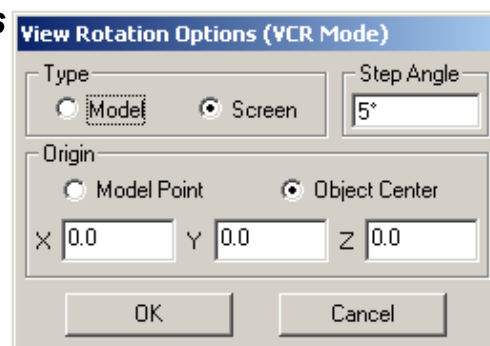 s
View Rotation Options (VCR Mode)
Type
Model
Screen
Step Angle
5°
Origin
Model Point
Object Center
X 0.0 Y 0.0 Z 0.0
OK Cancel